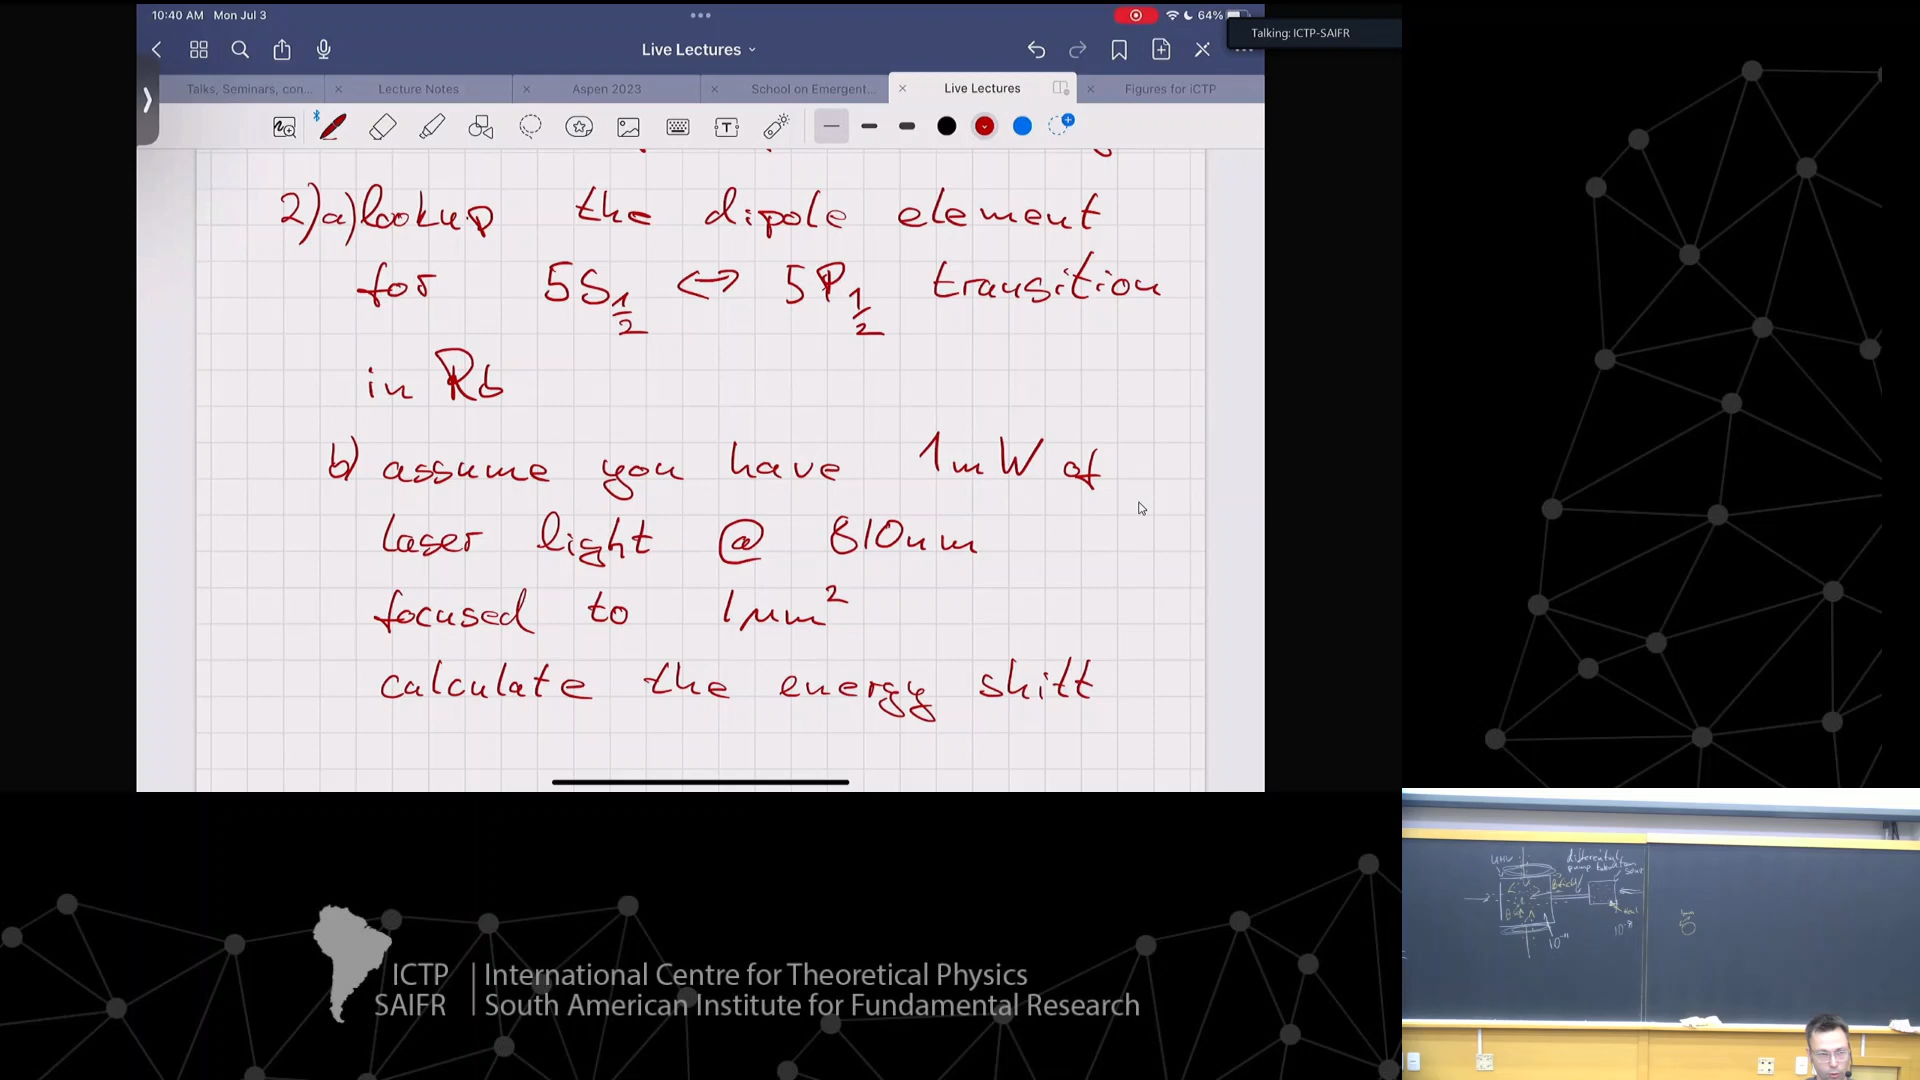 10:40 AM Mon Jul 3
64%
Talking: ICTP-SAIFR
Live Lectures
Talks, Seminars, con...
Lecture Notes
Aspen 2023
School on Emergent...
Live Lectures
Figures for iCTP
2) a) lookup the dipole element
for 5S1/2 <=> 5P1/2 transition
in Rb
b) assume you have 1mW of
laser light @ 810nm
focused to 1μm²
calculate the energy shift
UHV
differential
pump
ICTP | International Centre for Theoretical Physics
SAIFR | South American Institute for Fundamental Research